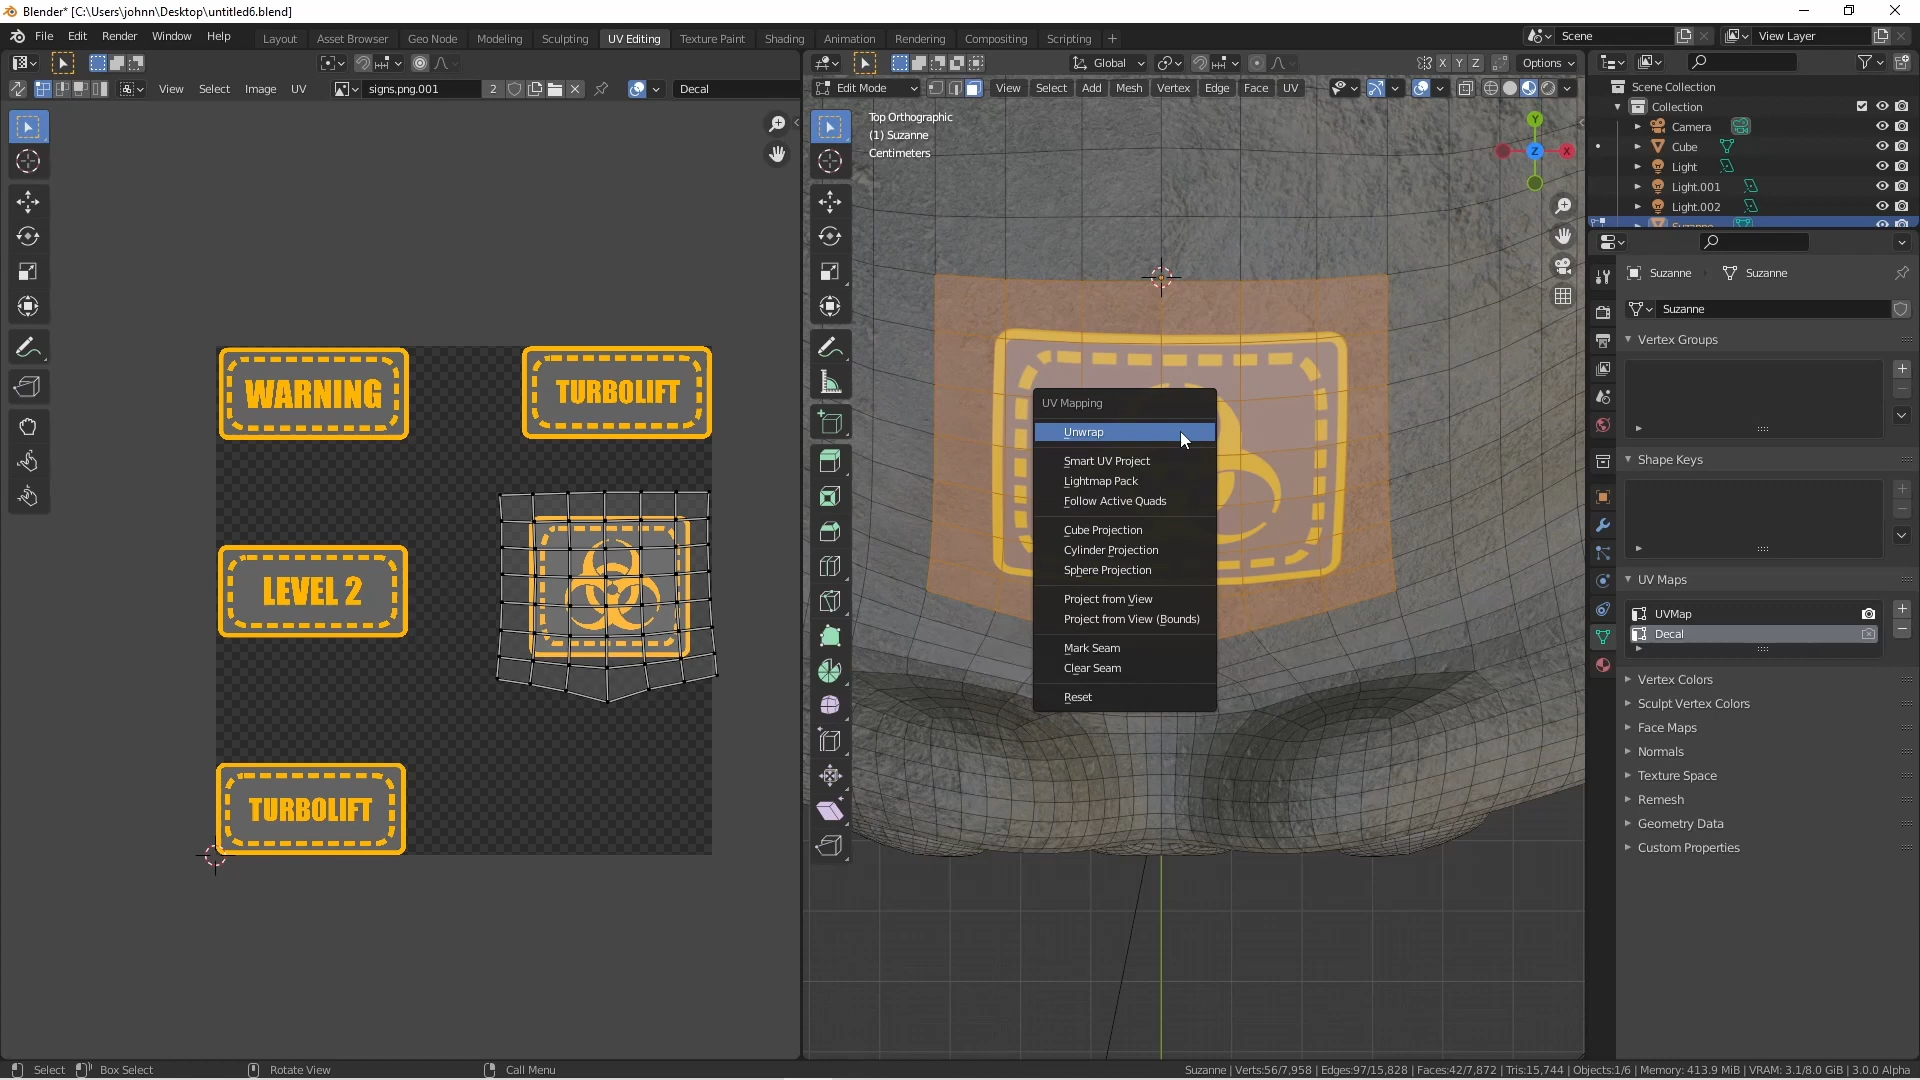 Blender* [C:\Users\johnn\Desktop\untitled6.blend]
File Edit Render Window Help Layout Asset Browser Geo Node Modeling Sculpting UV Editing Texture Paint Shading Animation Rendering Compositing Scripting + Scene View Layer
Global X Y Z Options
View Select Image UV signs.png.001 2 Decal Edit Mode View Select Add Mesh Vertex Edge Face UV
Scene Collection
Collection
Camera
Cube
Light
Light.001
Light.002
Suzanne
Top Orthographic
(1) Suzanne
Centimeters
Y
Z X
WARNING
TURBOLIFT
LEVEL 2
TURBOLIFT
UV Mapping
Unwrap
Smart UV Project
Lightmap Pack
Follow Active Quads
Cube Projection
Cylinder Projection
Sphere Projection
Project from View
Project from View (Bounds)
Mark Seam
Clear Seam
Reset
Suzanne Suzanne
Suzanne
Vertex Groups
Shape Keys
UV Maps
UVMap
Decal
Vertex Colors
Sculpt Vertex Colors
Face Maps
Normals
Texture Space
Remesh
Geometry Data
Custom Properties
Select Box Select Rotate View Call Menu Suzanne | Verts:56/7,958 | Edges:97/15,828 | Faces:42/7,872 | Tris:15,744 | Objects:1/6 | Memory: 413.9 MiB | VRAM: 3.1/8.0 GiB | 3.0.0 Alpha